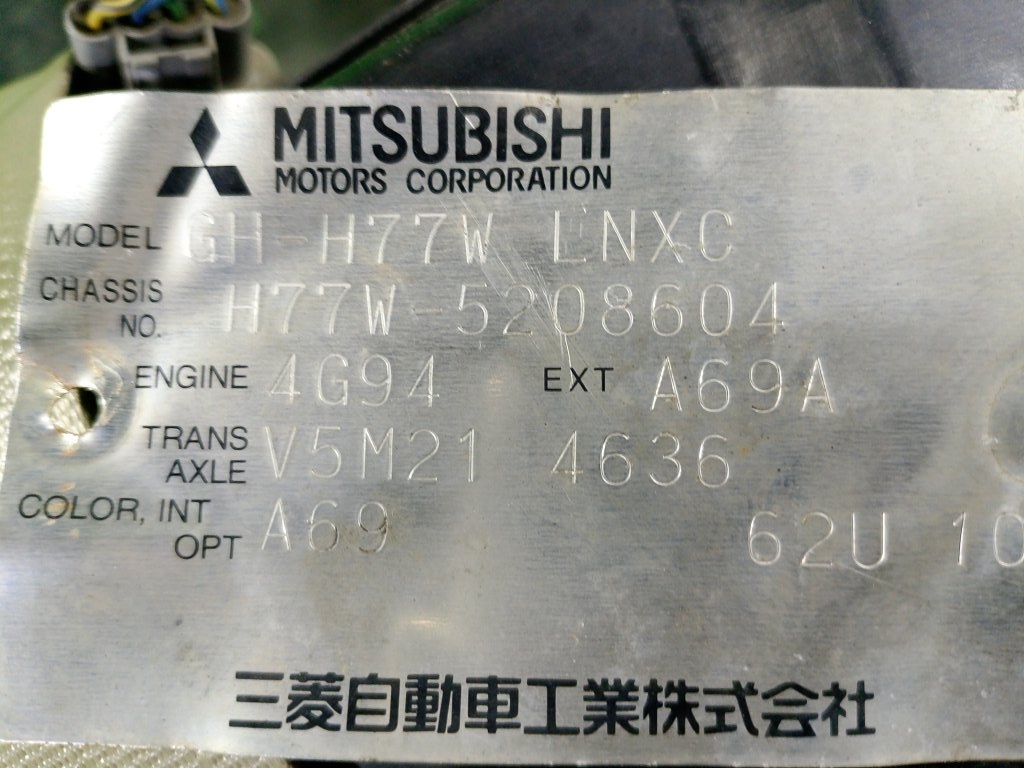 MITSUBISHI
MOTORS CORPORATION
MODEL GH-H77W LNXC
CHASSIS NO. H77W-5208604
ENGINE 4G94 EXT A69A
TRANS AXLE V5M21 4636
COLOR, INT OPT A69 62U 10
三菱自動車工業株式会社